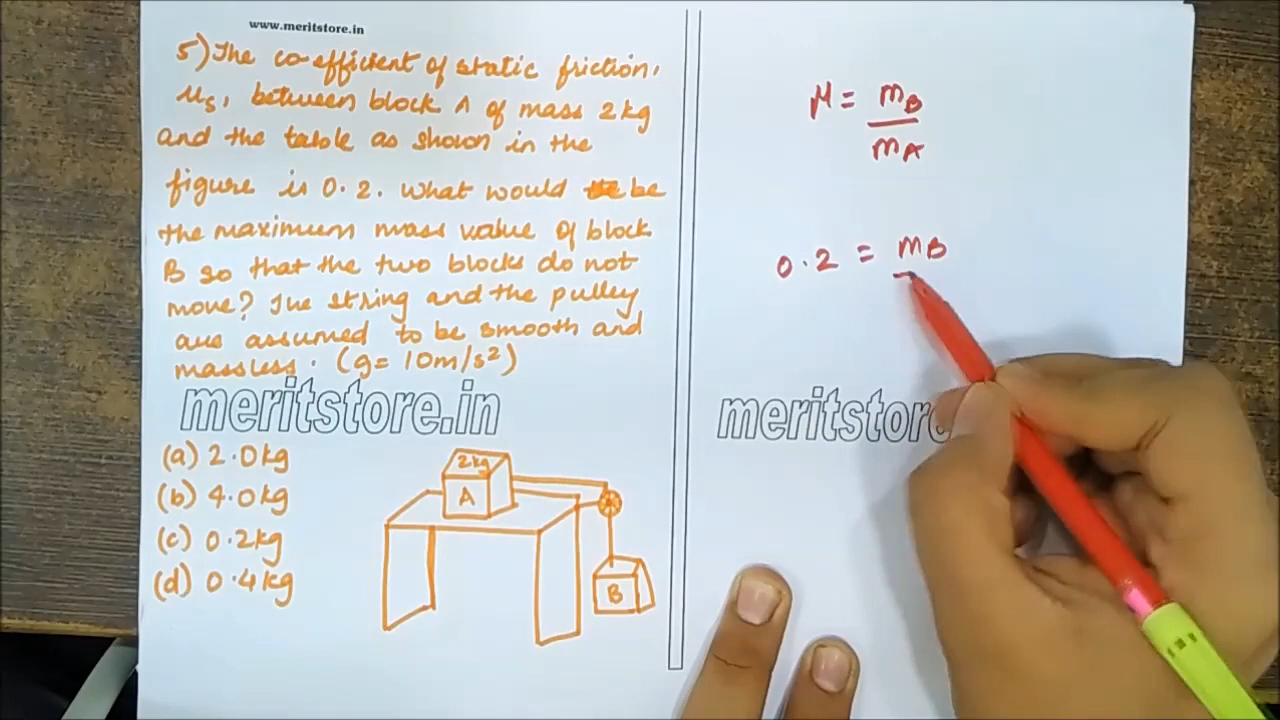 www.meritstore.in
5) The co-efficient of static friction,
μs, between block A of mass 2 kg
and the table as shown in the
figure is 0.2. What would be
the maximum mass value of block
B so that the two blocks do not
move? The string and the pulley
are assumed to be smooth and
massless. (g = 10m/s²)
meritstore.in
(a) 2.0kg
(b) 4.0kg
(c) 0.2kg
(d) 0.4kg
2kg
A
B
μ = mB
mA
0.2 = mB